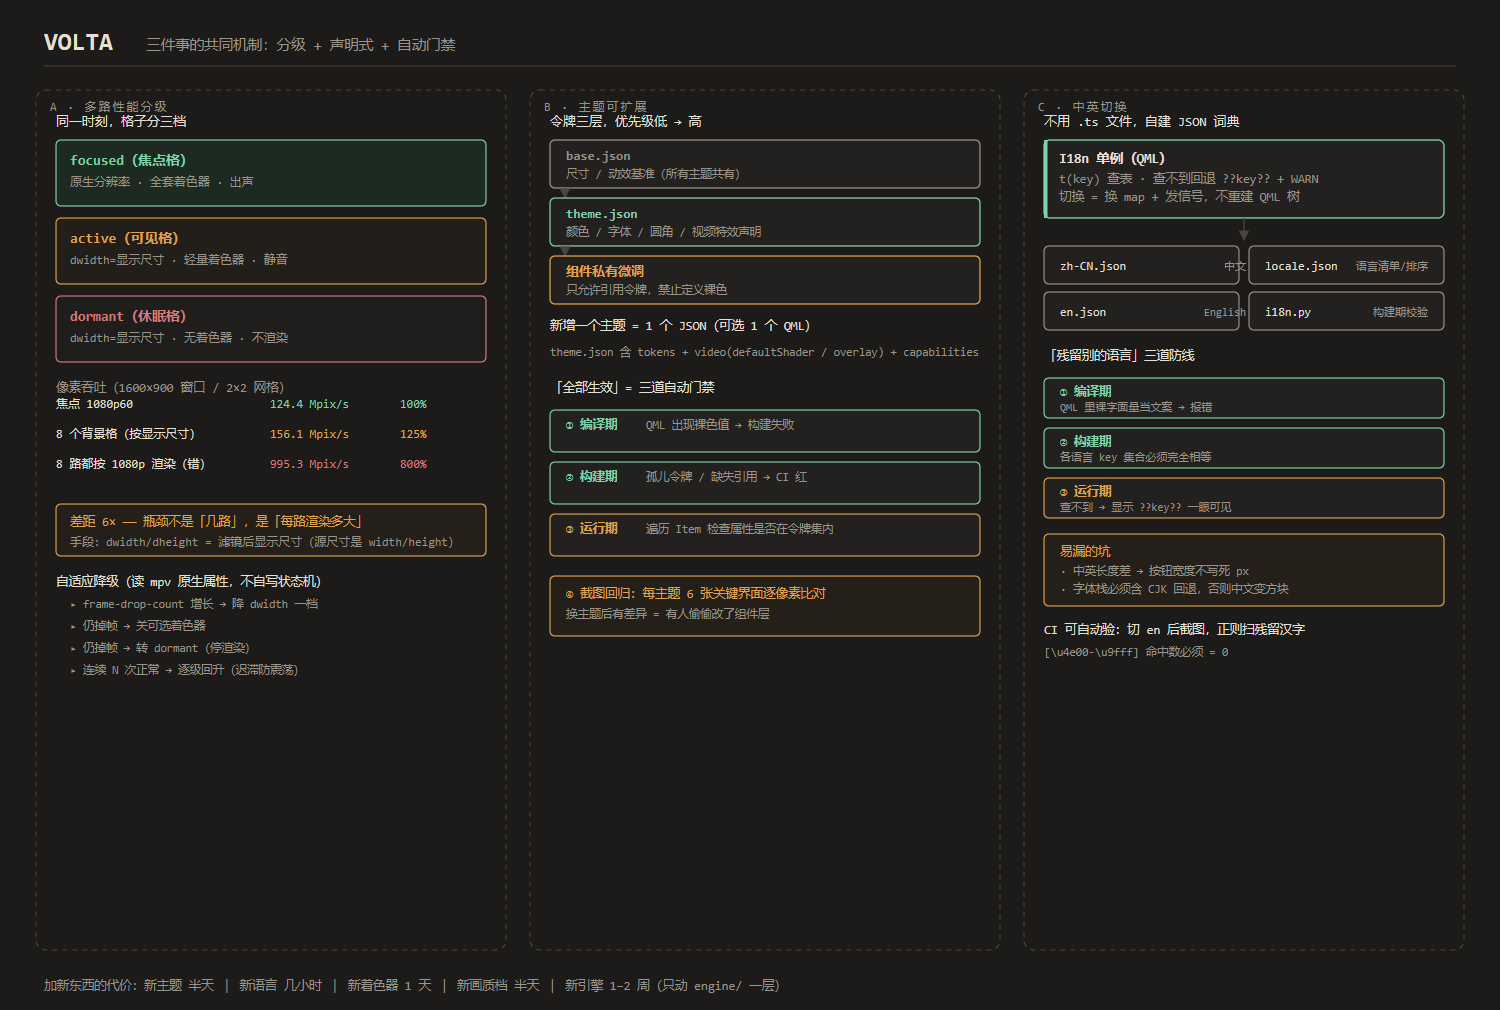 VOLTA 三件事的共同机制: 分级 + 声明式 + 自动门禁
A · 多路性能分级
同一时刻, 格子分三档
focused (焦点格)
原生分辨率 · 全套着色器 · 出声
active (可见格)
dwidth=显示尺寸 · 轻量着色器 · 静音
dormant (休眠格)
dwidth=显示尺寸 · 无着色器 · 不渲染
像素吞吐 (1600×900 窗口 / 2×2 网格)
焦点 1080p60 124.4 Mpix/s 100%
8 个背景格 (按显示尺寸) 156.1 Mpix/s 125%
8 路都按 1080p 渲染 (错) 995.3 Mpix/s 800%
差距 6× —— 瓶颈不是「几路」, 是「每路渲染多大」
手段: dwidth/dheight = 滤镜后显示尺寸 (源尺寸是 width/height)
自适应降级 (读 mpv 原生属性, 不自写状态机)
▸ frame-drop-count 增长 → 降 dwidth 一档
▸ 仍掉帧 → 关可选着色器
▸ 仍掉帧 → 转 dormant (停渲染)
▸ 连续 N 次正常 → 逐级回升 (迟滞防震荡)
B · 主题可扩展
令牌三层, 优先级低 → 高
base.json
尺寸 / 动效基准 (所有主题共有)
theme.json
颜色 / 字体 / 圆角 / 视频特效声明
组件私有微调
只允许引用令牌, 禁止定义裸色
新增一个主题 = 1 个 JSON (可选 1 个 QML)
theme.json 含 tokens + video(defaultShader / overlay) + capabilities
「全部生效」= 三道自动门禁
① 编译期 QML 出现裸色值 → 构建失败
② 构建期 孤儿令牌 / 缺失引用 → CI 红
③ 运行期 遍历 Item 检查属性是否在令牌集内
④ 截图回归: 每主题 6 张关键界面逐像素比对
换主题后有差异 = 有人偷偷改了组件层
C · 中英切换
不用 .ts 文件, 自建 JSON 词典
I18n 单例 (QML)
t(key) 查表 · 查不到回退 ??key?? + WARN
切换 = 换 map + 发信号, 不重建 QML 树
zh-CN.json 中文
locale.json 语言清单/排序
en.json English
i18n.py 构建期校验
「残留别的语言」三道防线
① 编译期
QML 里裸字面量当文案 → 报错
② 构建期
各语言 key 集合必须完全相等
③ 运行期
查不到 → 显示 ??key?? 一眼可见
易漏的坑
· 中英长度差 → 按钮宽度不写死 px
· 字体栈必须含 CJK 回退, 否则中文变方块
CI 可自动验: 切 en 后截图, 正则扫残留汉字
[\u4e00-\u9fff] 命中数必须 = 0
加新东西的代价: 新主题 半天 | 新语言 几小时 | 新着色器 1 天 | 新画质档 半天 | 新引擎 1–2 周 (只动 engine/ 一层)